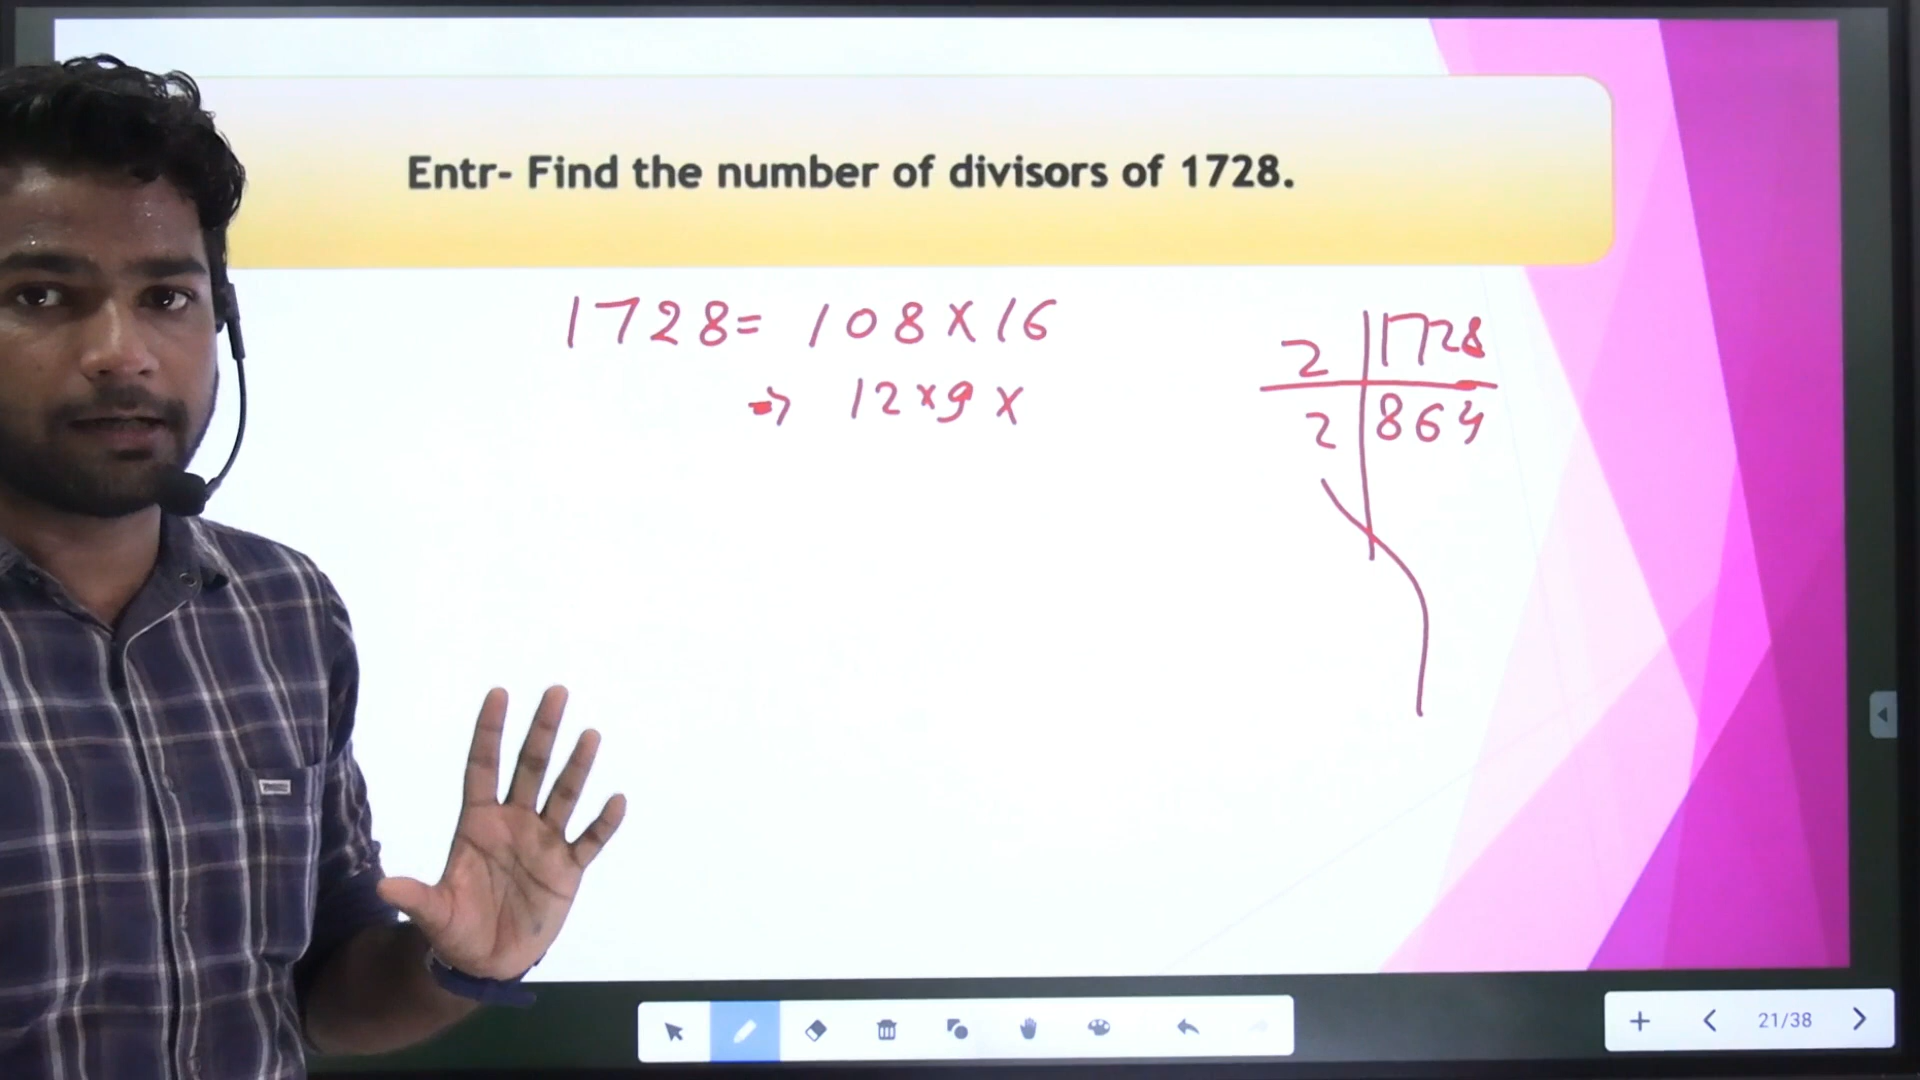 Entr- Find the number of divisors of 1728.
1728= 108 × 16
⇒ 12 × 9 ×
2 | 1728
2 | 864
21/38